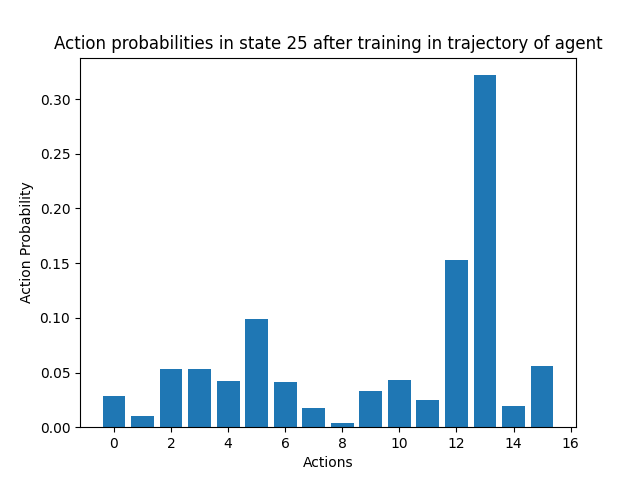 Action probabilities in state 25 after training in trajectory of agent
0.30
0.25
0.20
0.15
0.10
0.05
0.00
Action Probability
0 2 4 6 8 10 12 14 16
Actions